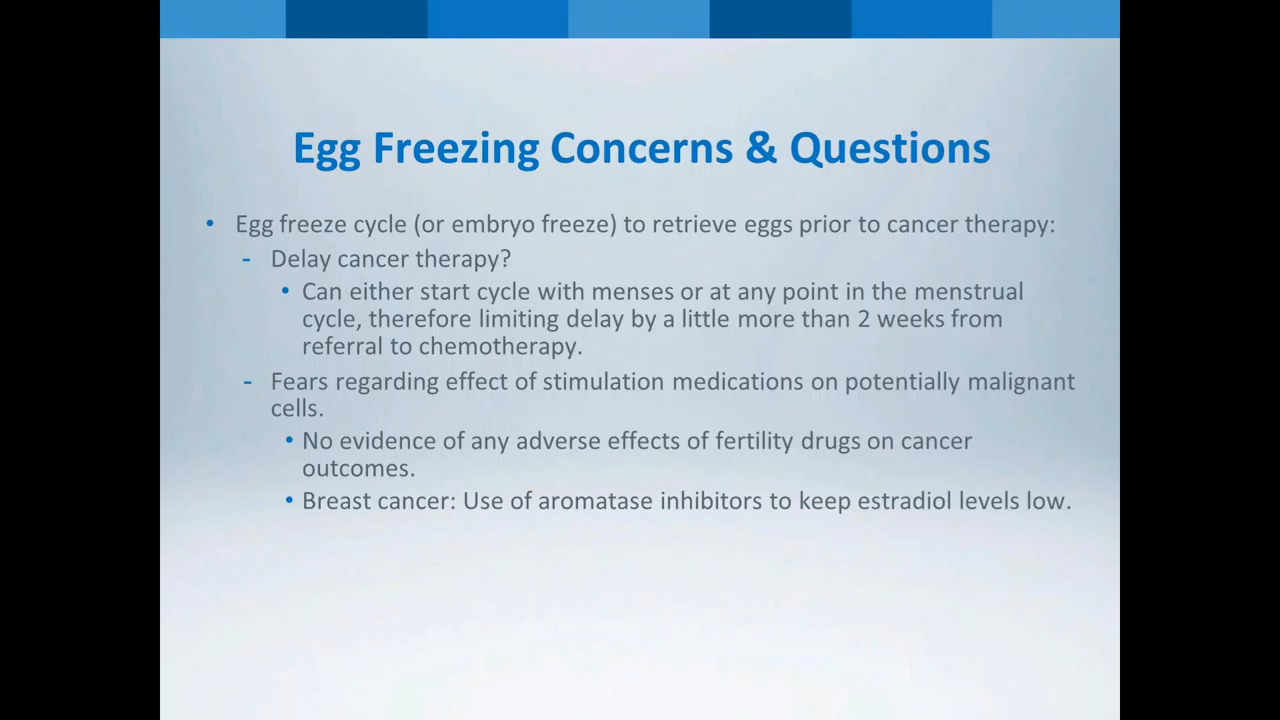 Egg Freezing Concerns & Questions
• Egg freeze cycle (or embryo freeze) to retrieve eggs prior to cancer therapy:
- Delay cancer therapy?
• Can either start cycle with menses or at any point in the menstrual
cycle, therefore limiting delay by a little more than 2 weeks from
referral to chemotherapy.
- Fears regarding effect of stimulation medications on potentially malignant
cells.
• No evidence of any adverse effects of fertility drugs on cancer
outcomes.
• Breast cancer: Use of aromatase inhibitors to keep estradiol levels low.